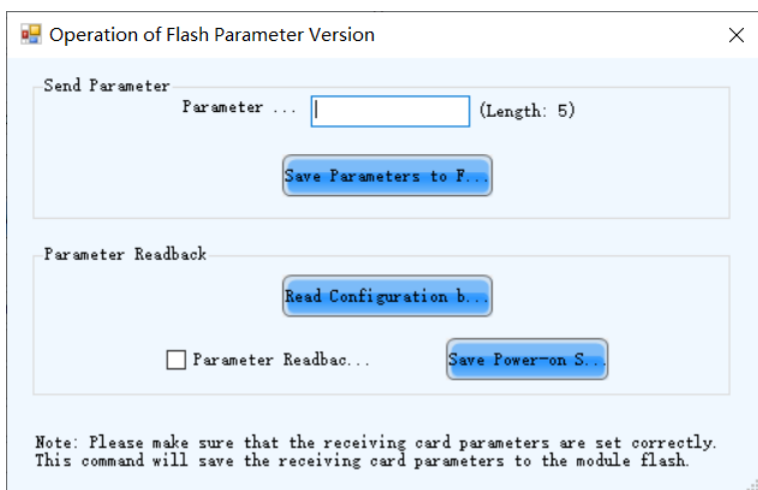 Operation of Flash Parameter Version
Send Parameter
Parameter ... (Length: 5)
Save Parameters to F...
Parameter Readback
Read Configuration b...
Parameter Readbac... Save Power-on S...
Note: Please make sure that the receiving card parameters are set correctly.
This command will save the receiving card parameters to the module flash.